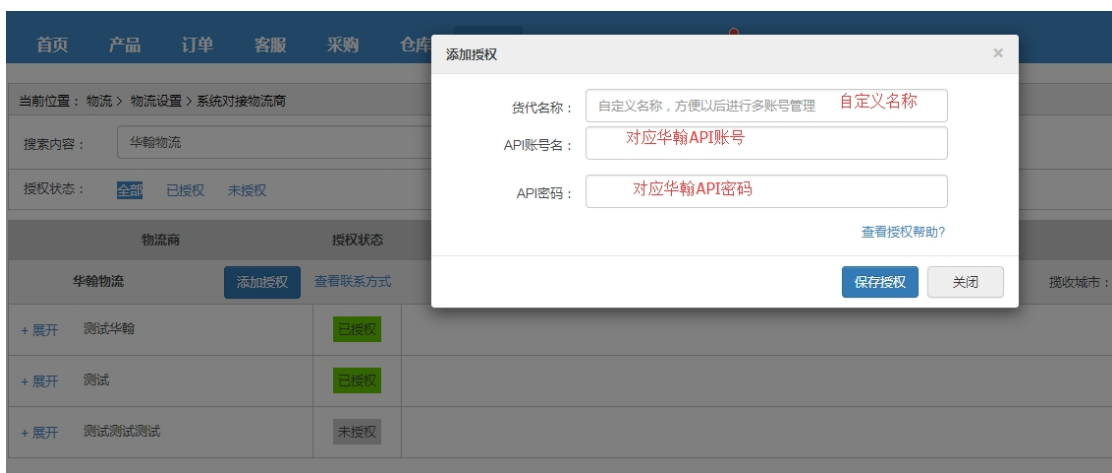 首页 产品 订单 客服 采购 仓库
添加授权 ×
当前位置：物流 > 物流设置 > 系统对接物流商
货代名称： 自定义名称，方便以后进行多账号管理 自定义名称
搜索内容： 华翰物流
API账号名： 对应华翰API账号
授权状态： 全部 已授权 未授权
API密码： 对应华翰API密码
查看授权帮助?
物流商 授权状态
保存授权 关闭
华翰物流 添加授权 查看联系方式 揽收城市：
+ 展开 测试华翰 已授权
+ 展开 测试 已授权
+ 展开 测试测试测试 未授权